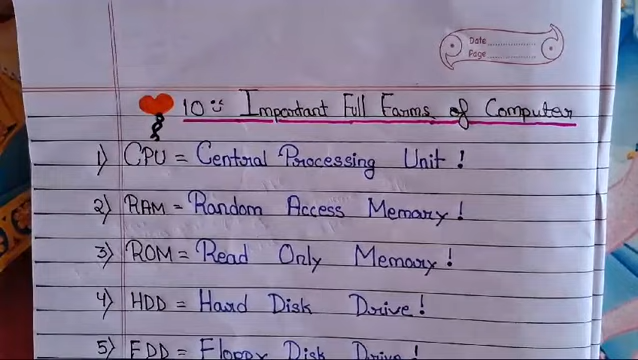 Date ..............
Page ..............
10 Important Full Farms of Computer
1) CPU = Central Processing Unit !
2) RAM = Random Access Memory !
3) ROM = Read Only Memory !
4) HDD = Hard Disk Drive !
5) FDD = Floppy Disk Drive !